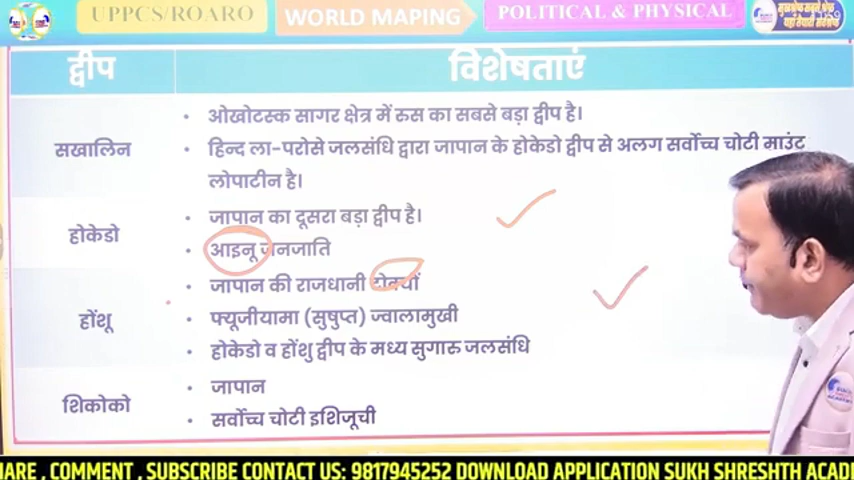 UPPCS/ROARO
WORLD MAPING
POLITICAL & PHYSICAL
द्वीप
विशेषताएं
सखालिन
ओखोटस्क सागर क्षेत्र में रुस का सबसे बड़ा द्वीप है।
हिन्द ला-परोसे जलसंधि द्वारा जापान के होकेडो द्वीप से अलग सर्वोच्च चोटी माउंट
लोपाटीन है।
होकेडो
जापान का दूसरा बड़ा द्वीप है।
आइनू जनजाति
होंशू
जापान की राजधानी टोक्यों
फ्यूजीयामा (सुषुप्त) ज्वालामुखी
होकेडो व होंशु द्वीप के मध्य सुगारु जलसंधि
शिकोको
जापान
सर्वोच्च चोटी इशिजूची
HARE , COMMENT , SUBSCRIBE CONTACT US: 9817945252 DOWNLOAD APPLICATION SUKH SHRESHTH ACAD